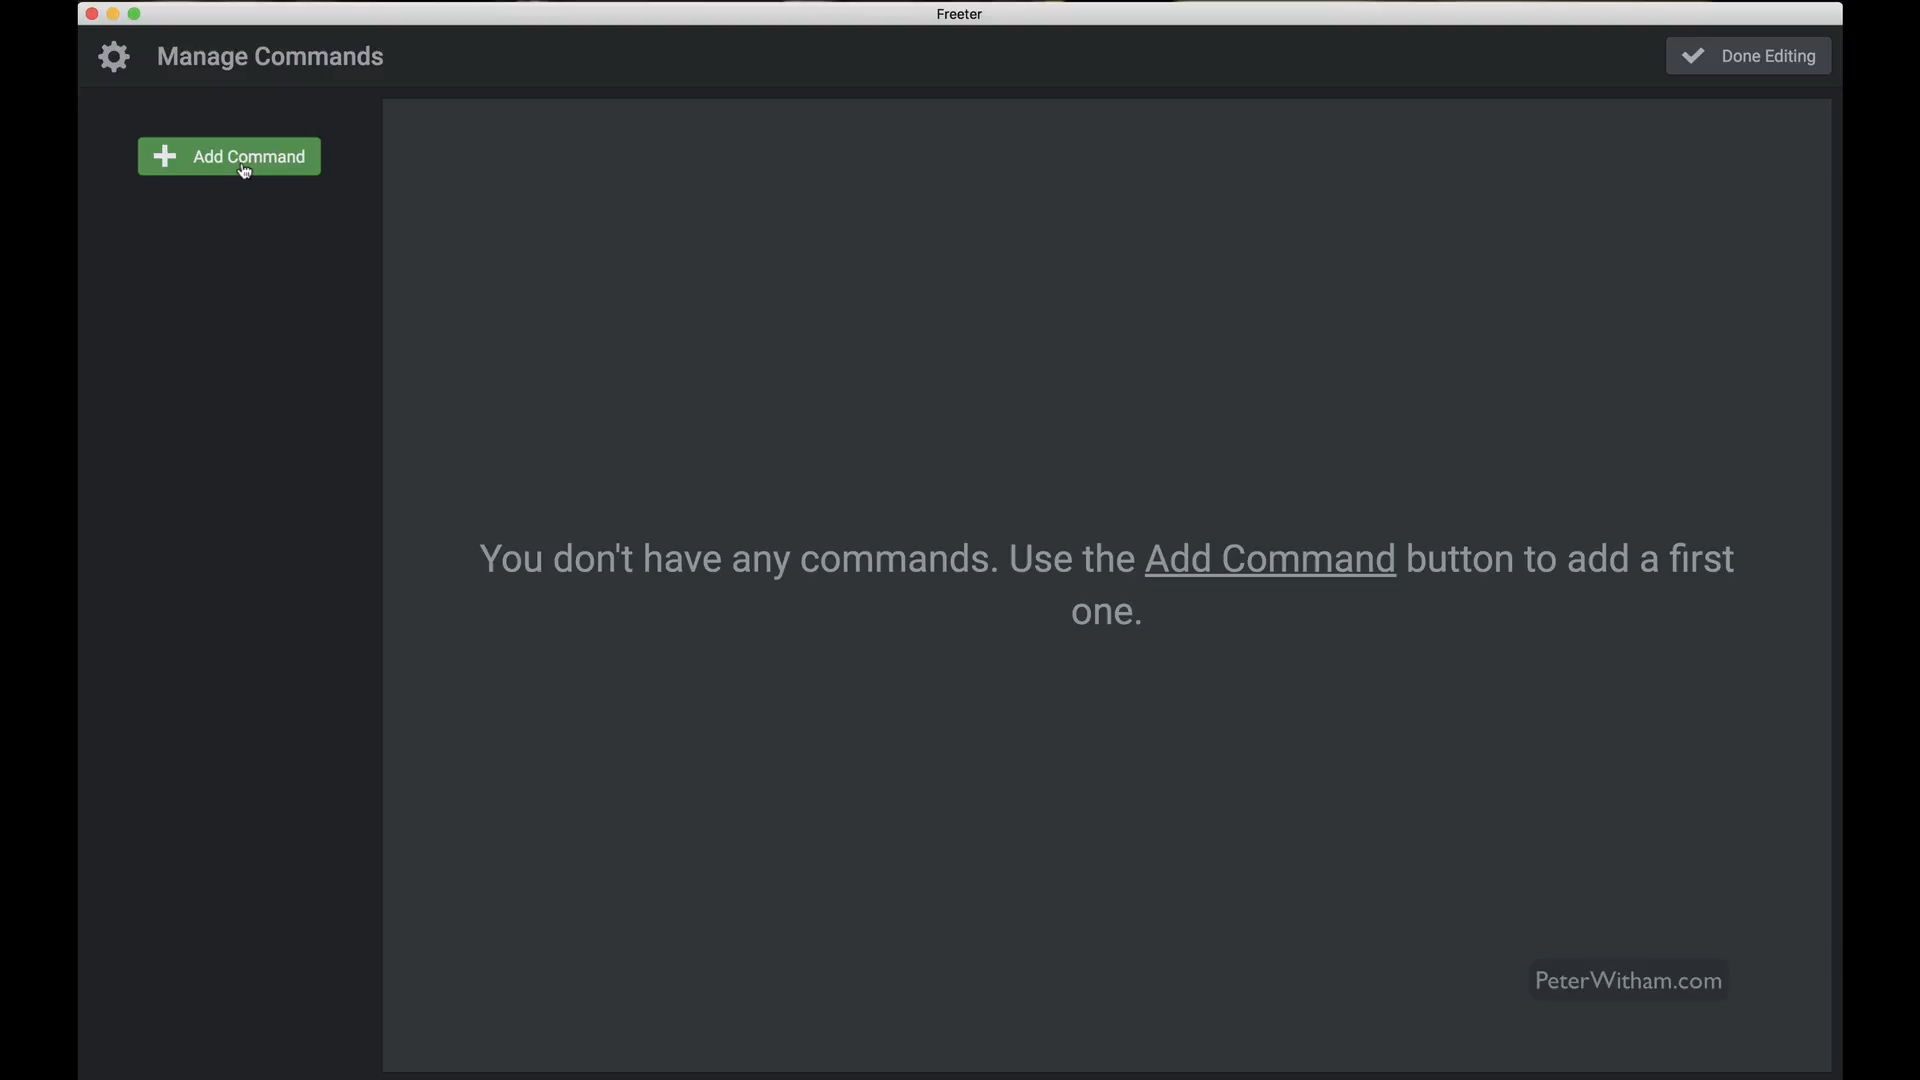 Freeter
Manage Commands
Done Editing
Add Command
You don't have any commands. Use the Add Command button to add a first
one.
PeterWitham.com